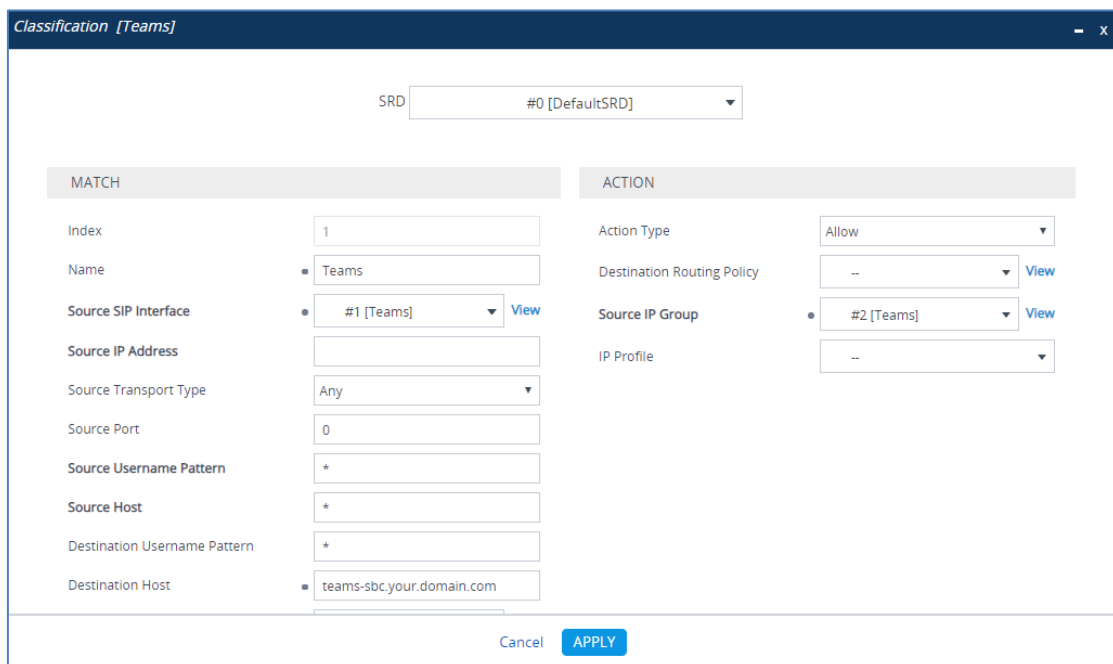 Classification [Teams]
– x
SRD #0 [DefaultSRD]
MATCH
Index 1
Name Teams
Source SIP Interface #1 [Teams] View
Source IP Address
Source Transport Type Any
Source Port 0
Source Username Pattern *
Source Host *
Destination Username Pattern *
Destination Host teams-sbc.your.domain.com
ACTION
Action Type Allow
Destination Routing Policy -- View
Source IP Group #2 [Teams] View
IP Profile --
Cancel APPLY